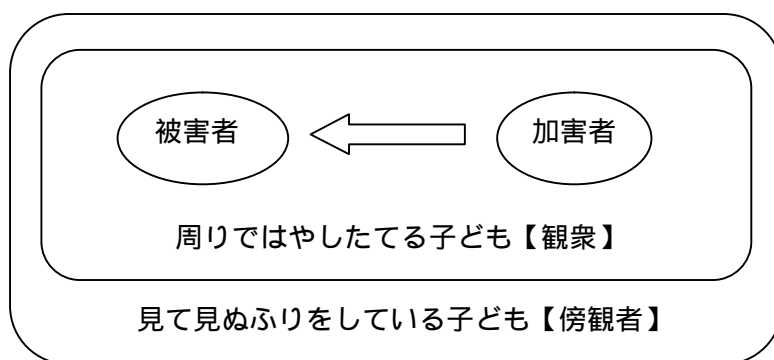 被害者 加害者
周りではやしたてる子ども【観衆】
見て見ぬふりをしている子ども【傍観者】